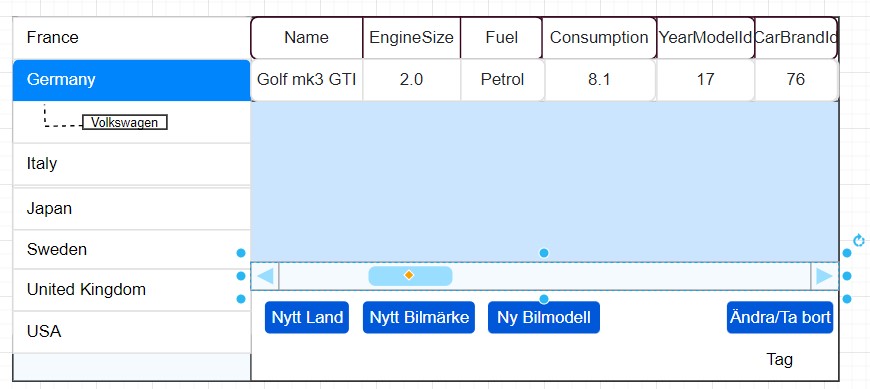 France
Name EngineSize Fuel Consumption YearModelId CarBrandId
Germany
Golf mk3 GTI 2.0 Petrol 8.1 17 76
Volkswagen
Italy
Japan
Sweden
United Kingdom
Nytt Land Nytt Bilmärke Ny Bilmodell Ändra/Ta bort
USA
Tag